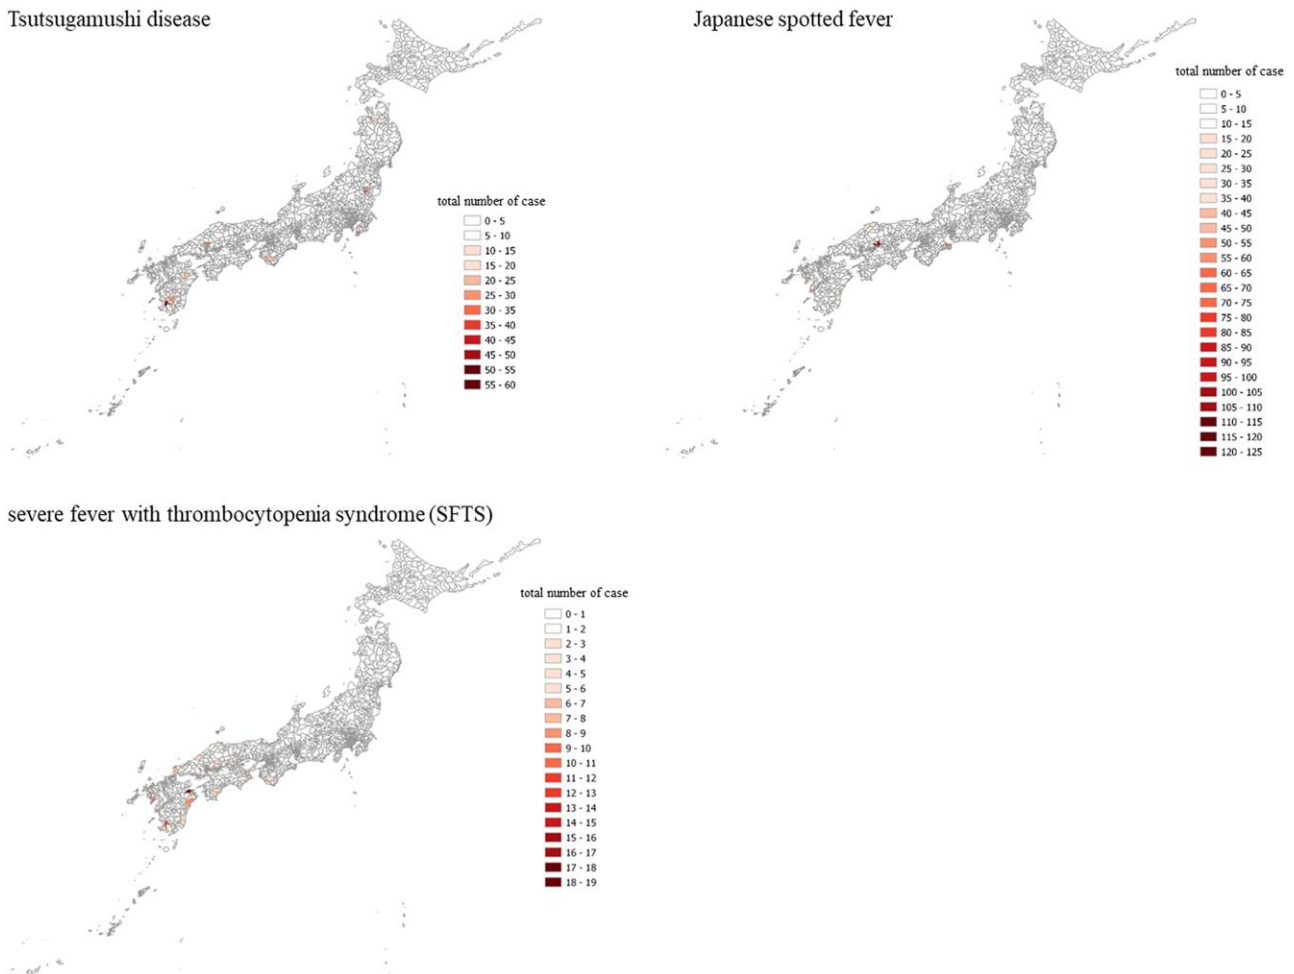 Tsutsugamushi disease
total number of case
0 - 5
5 - 10
10 - 15
15 - 20
20 - 25
25 - 30
30 - 35
35 - 40
40 - 45
45 - 50
50 - 55
55 - 60
Japanese spotted fever
total number of case
0 - 5
5 - 10
10 - 15
15 - 20
20 - 25
25 - 30
30 - 35
35 - 40
40 - 45
45 - 50
50 - 55
55 - 60
60 - 65
65 - 70
70 - 75
75 - 80
80 - 85
85 - 90
90 - 95
95 - 100
100 - 105
105 - 110
110 - 115
115 - 120
120 - 125
severe fever with thrombocytopenia syndrome (SFTS)
total number of case
0 - 1
1 - 2
2 - 3
3 - 4
4 - 5
5 - 6
6 - 7
7 - 8
8 - 9
9 - 10
10 - 11
11 - 12
12 - 13
13 - 14
14 - 15
15 - 16
16 - 17
17 - 18
18 - 19